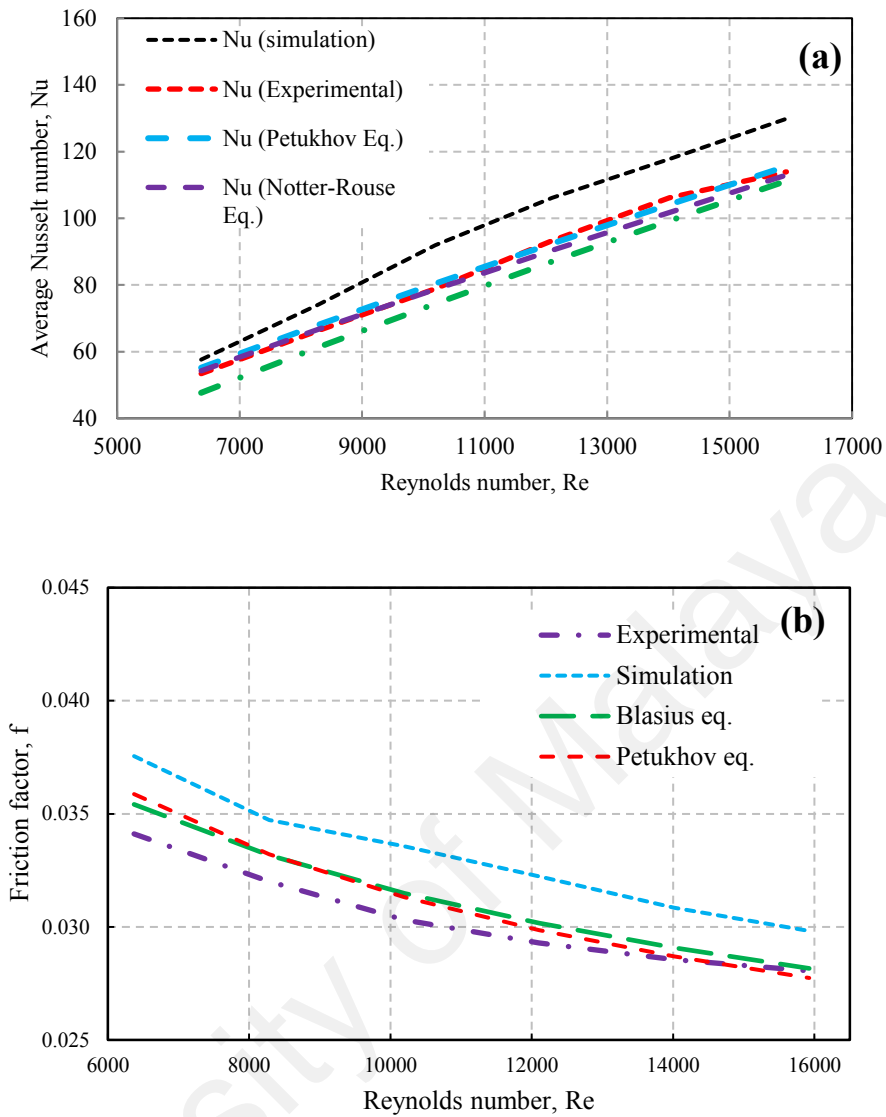 160
140
120
100
80
60
40
Average Nusselt number, Nu
Nu (simulation)
Nu (Experimental)
Nu (Petukhov Eq.)
Nu (Notter-Rouse
Eq.)
(a)
5000 7000 9000 11000 13000 15000 17000
Reynolds number, Re
0.045
0.040
0.035
0.030
0.025
Friction factor, f
(b)
Experimental
Simulation
Blasius eq.
Petukhov eq.
6000 8000 10000 12000 14000 16000
Reynolds number, Re
sity of Malaya